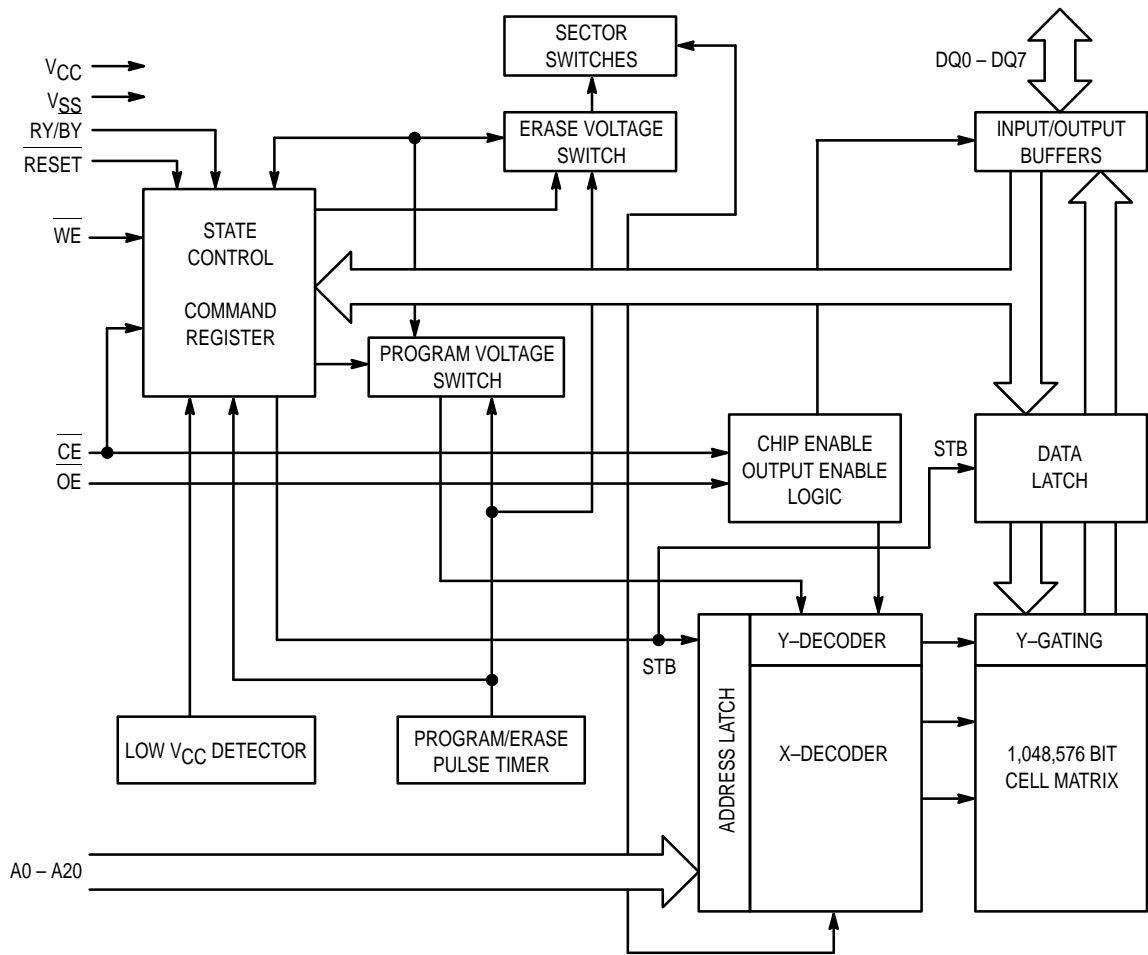 SECTOR
SWITCHES
VCC
DQ0 – DQ7
VSS
RY/BY
ERASE VOLTAGE
SWITCH
INPUT/OUTPUT
BUFFERS
RESET
WE
STATE
CONTROL
COMMAND
REGISTER
PROGRAM VOLTAGE
SWITCH
CE
OE
CHIP ENABLE
OUTPUT ENABLE
LOGIC
STB
DATA
LATCH
STB
Y–DECODER
Y–GATING
ADDRESS LATCH
LOW VCC DETECTOR
PROGRAM/ERASE
PULSE TIMER
X–DECODER
1,048,576 BIT
CELL MATRIX
A0 – A20